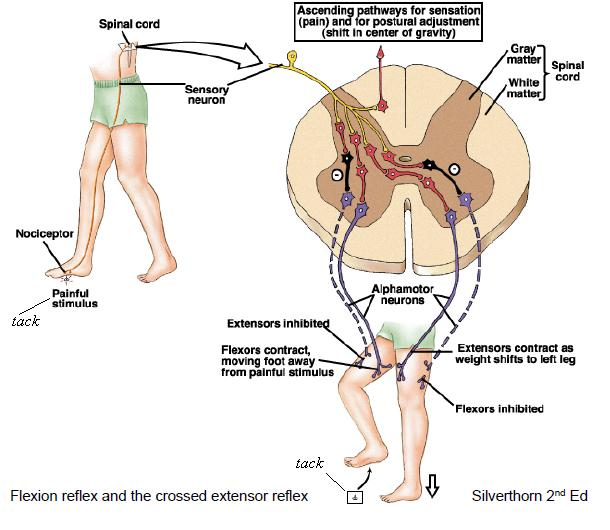 Ascending pathways for sensation
(pain) and for postural adjustment
(shift in center of gravity)
Spinal cord
Sensory
neuron
Gray
matter
White
matter
Spinal
cord
Nociceptor
Painful
stimulus
tack
Alphamotor
neurons
Extensors inhibited
Flexors contract,
moving foot away
from painful stimulus
Extensors contract as
weight shifts to left leg
Flexors inhibited
tack
Flexion reflex and the crossed extensor reflex
Silverthorn 2nd Ed